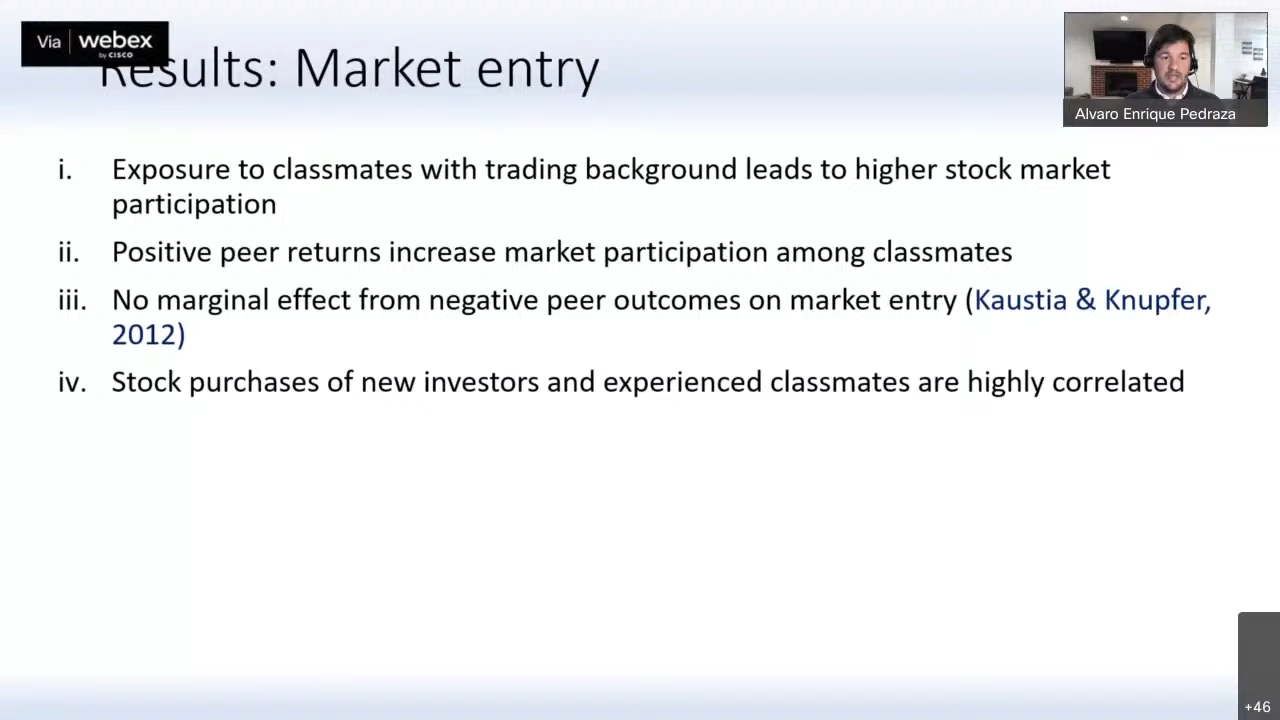 Via webex
by CISCO
Results: Market entry
Alvaro Enrique Pedraza
i. Exposure to classmates with trading background leads to higher stock market
participation
ii. Positive peer returns increase market participation among classmates
iii. No marginal effect from negative peer outcomes on market entry (Kaustia & Knupfer,
2012)
iv. Stock purchases of new investors and experienced classmates are highly correlated
+46